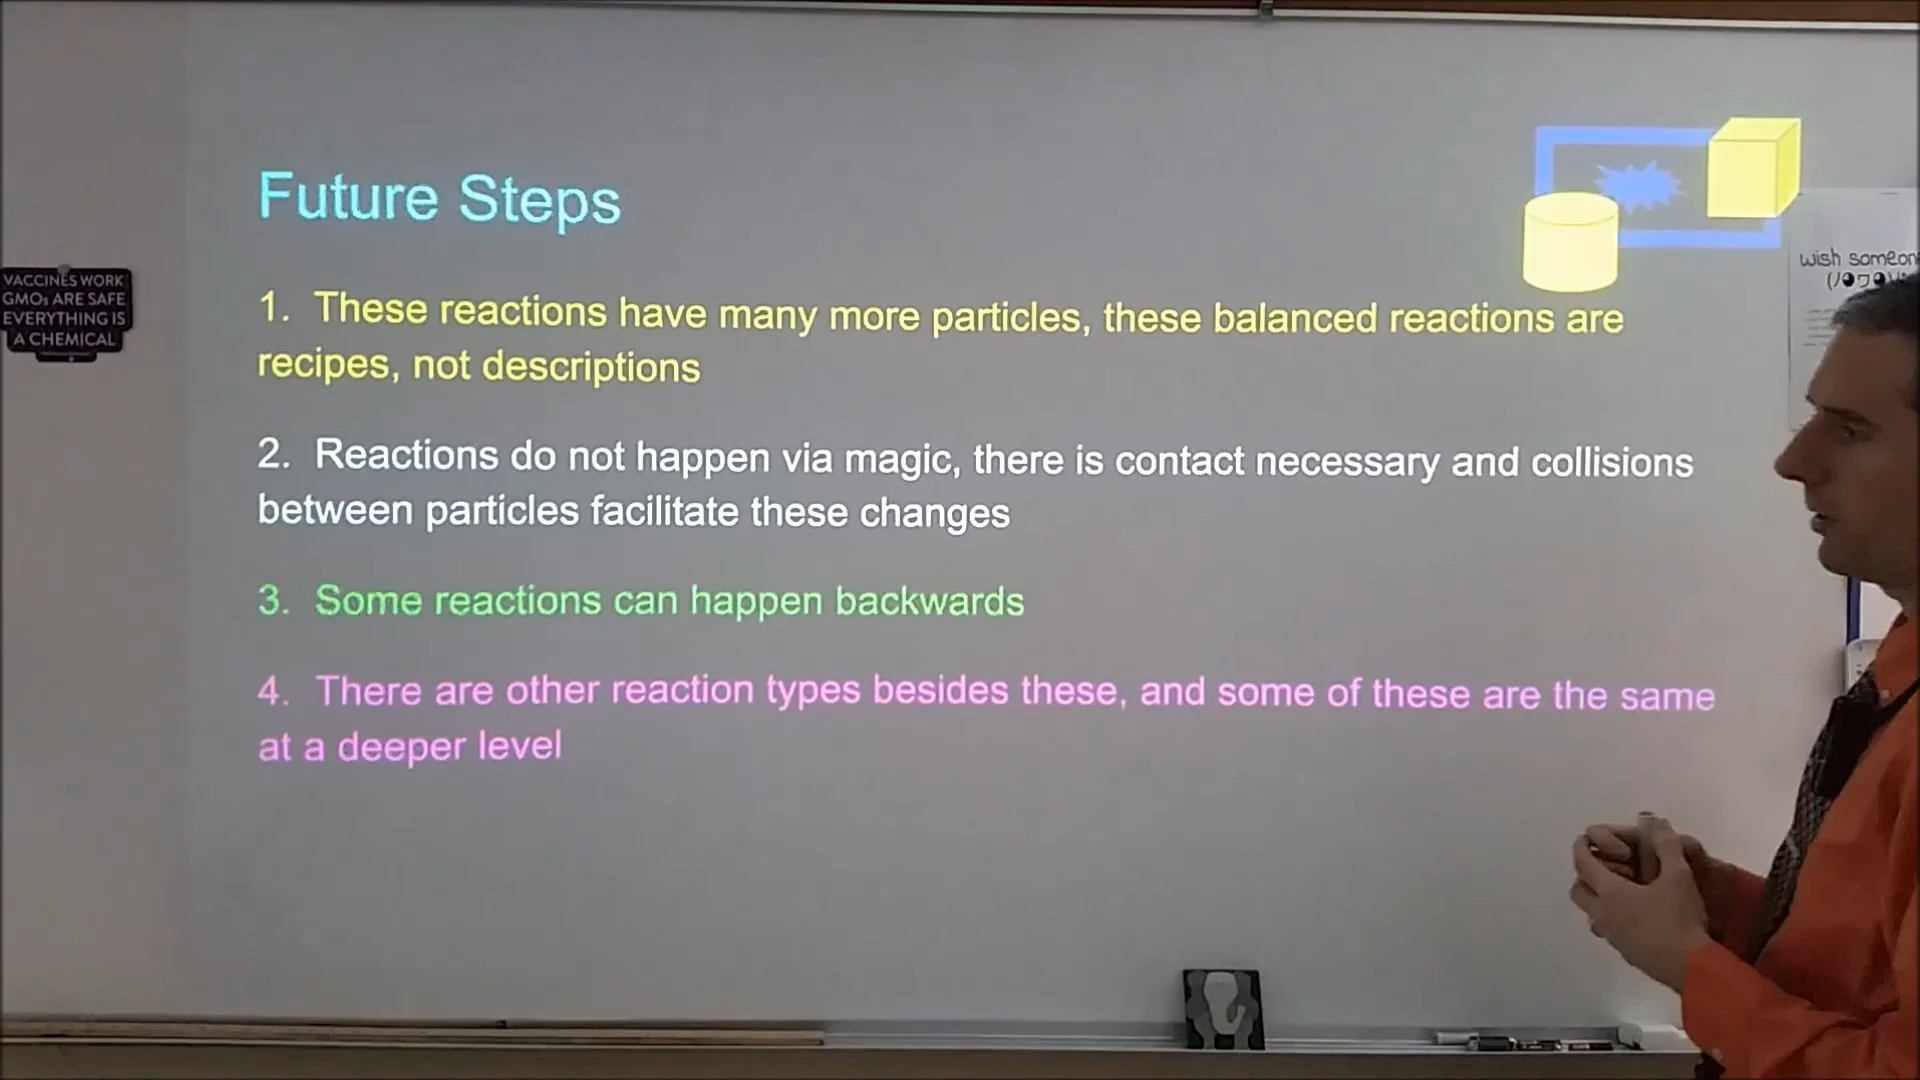 Future Steps
1. These reactions have many more particles, these balanced reactions are
recipes, not descriptions
2. Reactions do not happen via magic, there is contact necessary and collisions
between particles facilitate these changes
3. Some reactions can happen backwards
4. There are other reaction types besides these, and some of these are the same
at a deeper level
VACCINES WORK
GMOs ARE SAFE
EVERYTHING IS
A CHEMICAL
wish someon